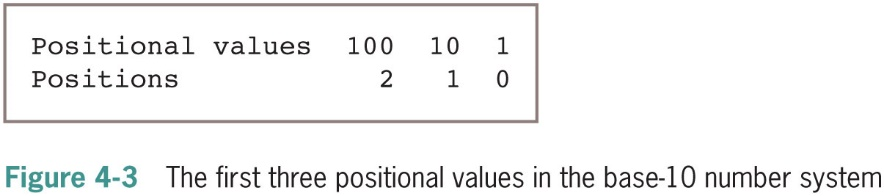 Positional values 100 10 1
Positions 2 1 0
Figure 4-3 The first three positional values in the base-10 number system